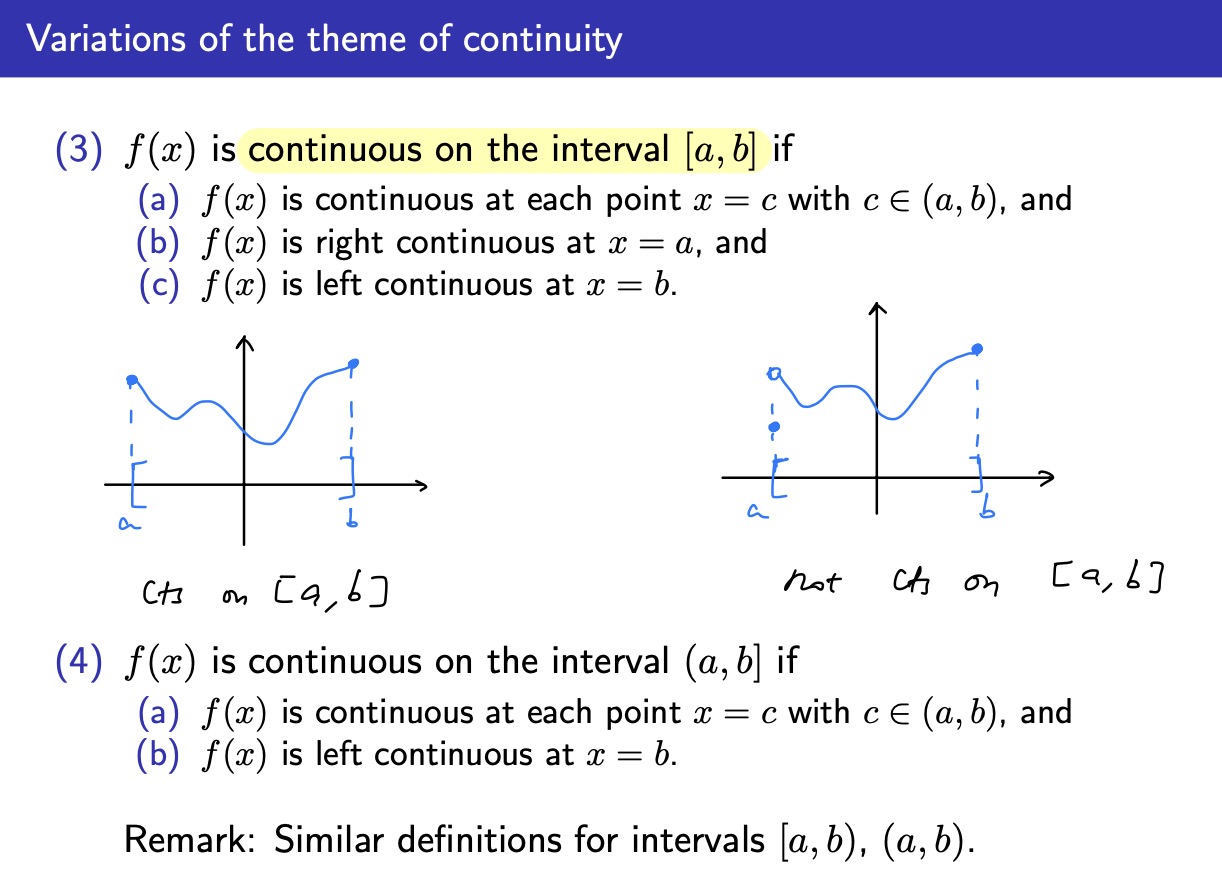 Variations of the theme of continuity
(3) f(x) is continuous on the interval [a, b] if
(a) f(x) is continuous at each point x = c with c ∈ (a, b), and
(b) f(x) is right continuous at x = a, and
(c) f(x) is left continuous at x = b.
a
b
a
b
cts on [a, b]
not cts on [a, b]
(4) f(x) is continuous on the interval (a, b] if
(a) f(x) is continuous at each point x = c with c ∈ (a, b), and
(b) f(x) is left continuous at x = b.
Remark: Similar definitions for intervals [a, b), (a, b).